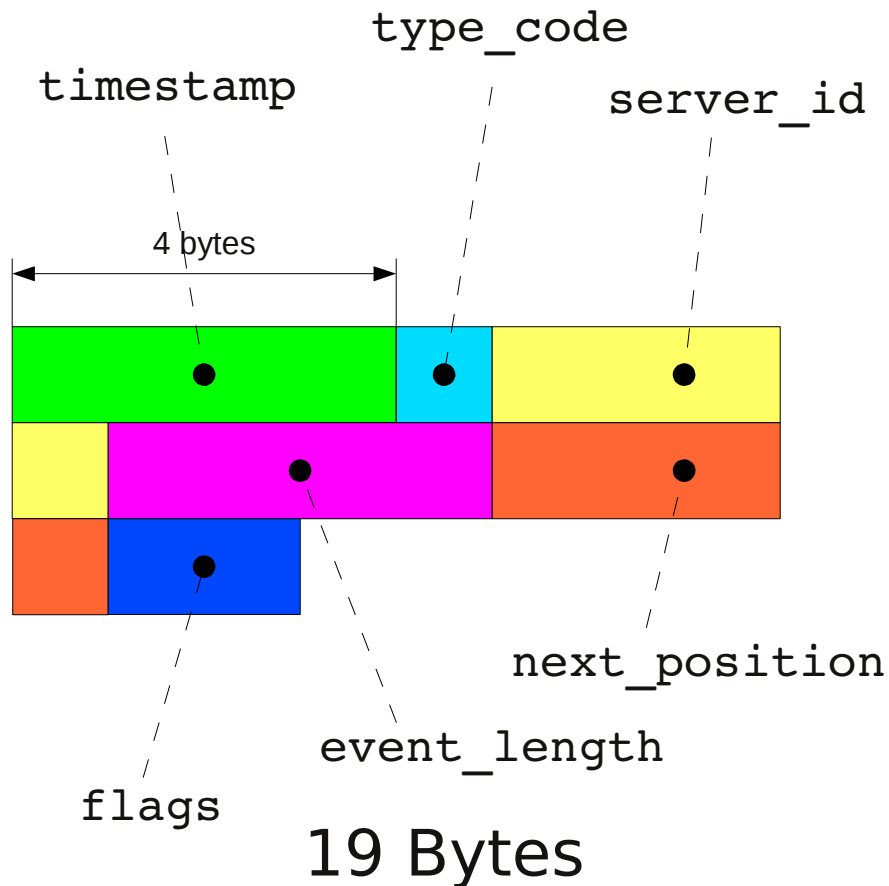 type_code
timestamp
server_id
4 bytes
next_position
event_length
flags
19 Bytes